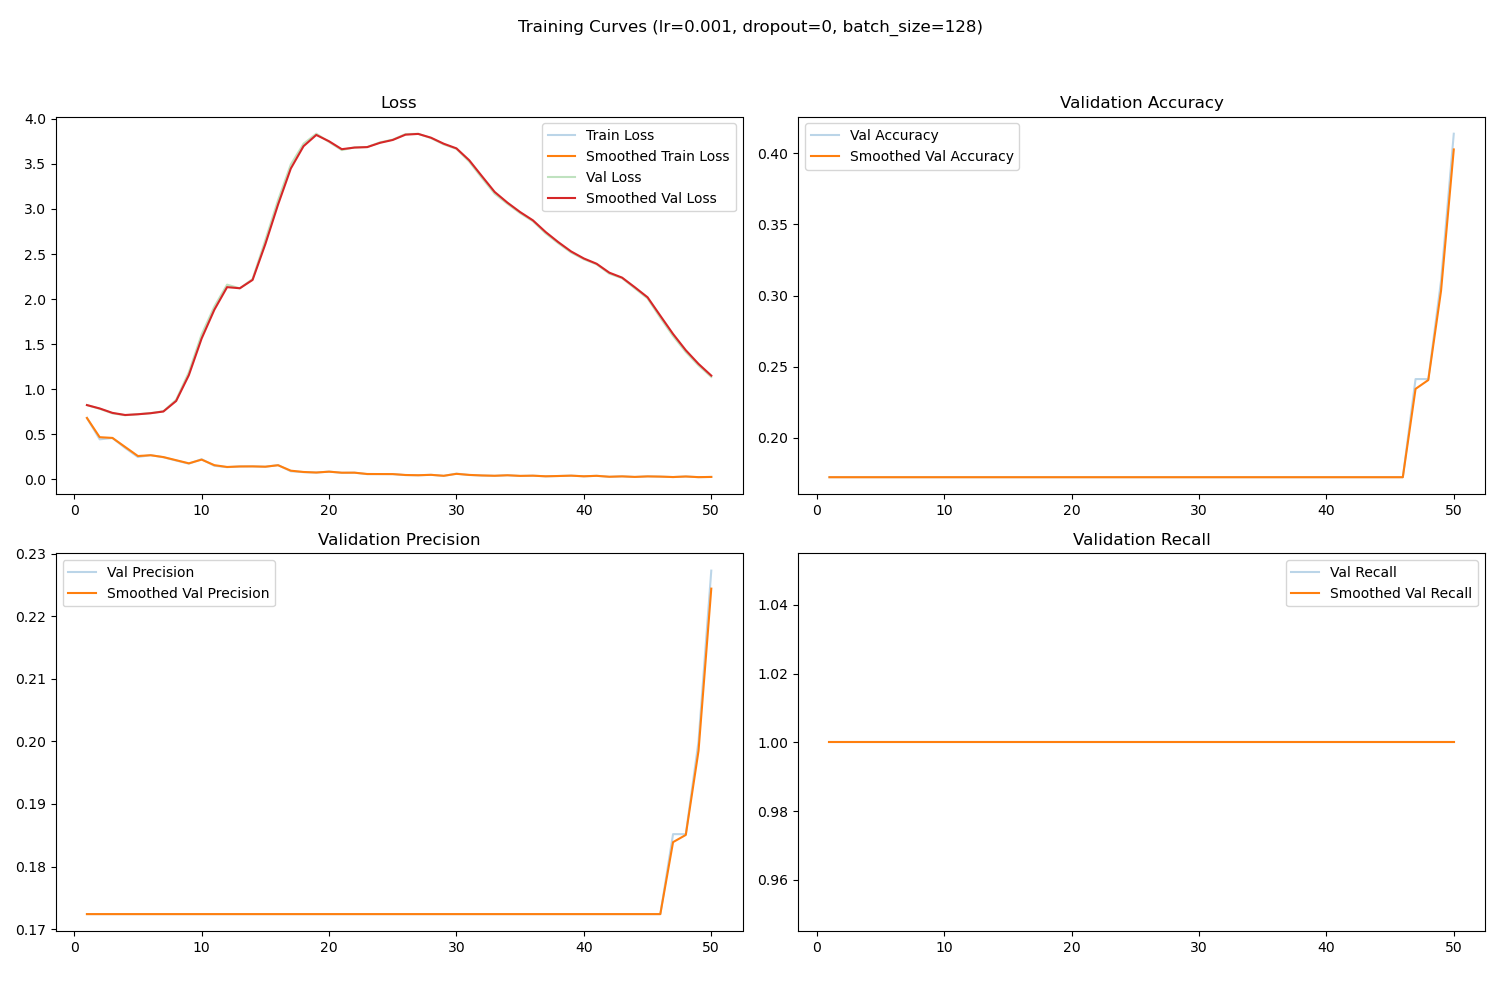 Training Curves (lr=0.001, dropout=0, batch_size=128)
Loss
Train Loss
Smoothed Train Loss
Val Loss
Smoothed Val Loss
4.0
3.5
3.0
2.5
2.0
1.5
1.0
0.5
0.0
0 10 20 30 40 50
Validation Accuracy
Val Accuracy
Smoothed Val Accuracy
0.40
0.35
0.30
0.25
0.20
0 10 20 30 40 50
Validation Precision
Val Precision
Smoothed Val Precision
0.23
0.22
0.21
0.20
0.19
0.18
0.17
0 10 20 30 40 50
Validation Recall
Val Recall
Smoothed Val Recall
1.04
1.02
1.00
0.98
0.96
0 10 20 30 40 50